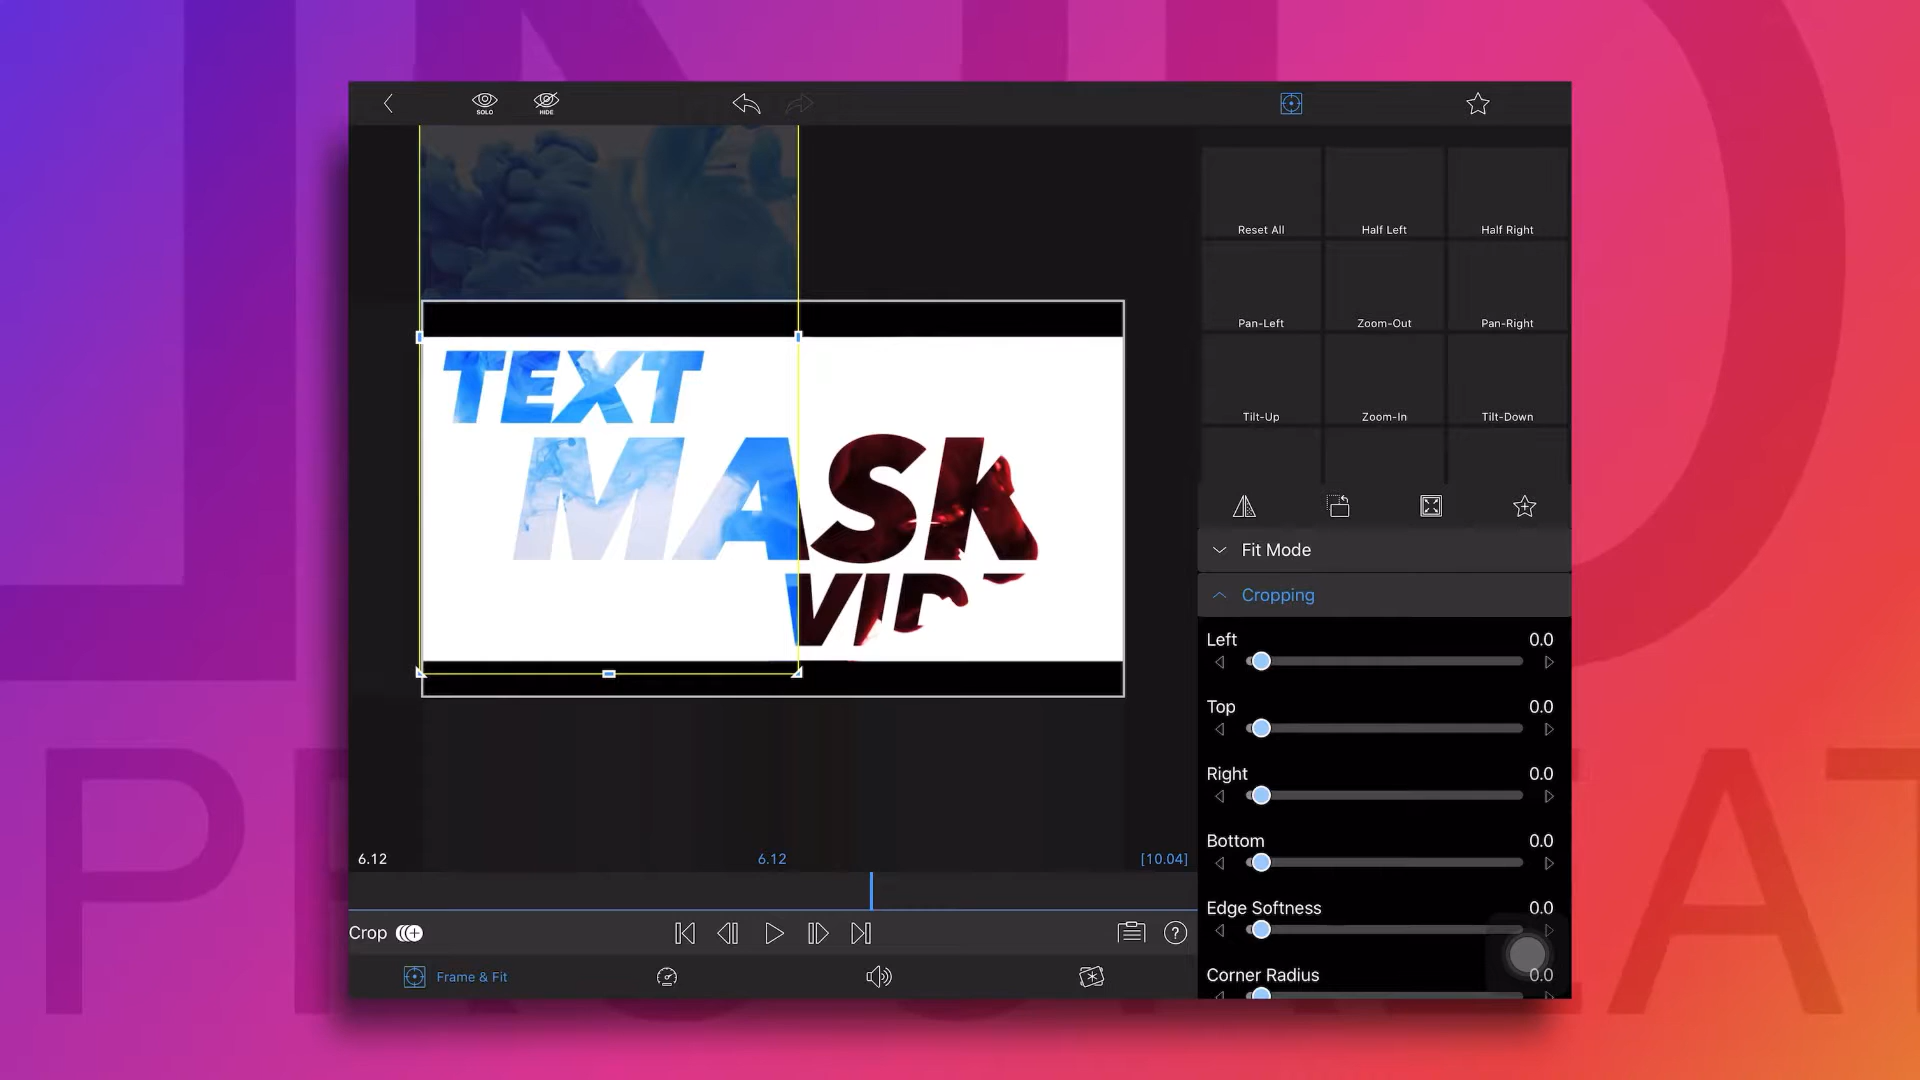 SOLO
HIDE
Reset All
Half Left
Half Right
Pan-Left
Zoom-Out
Pan-Right
Tilt-Up
Zoom-In
Tilt-Down
TEXT
MASK
Fit Mode
Cropping
Left
0.0
Top
0.0
Right
0.0
Bottom
0.0
Edge Softness
0.0
Corner Radius
0.0
6.12
6.12
[10.04]
Crop
?
Frame & Fit